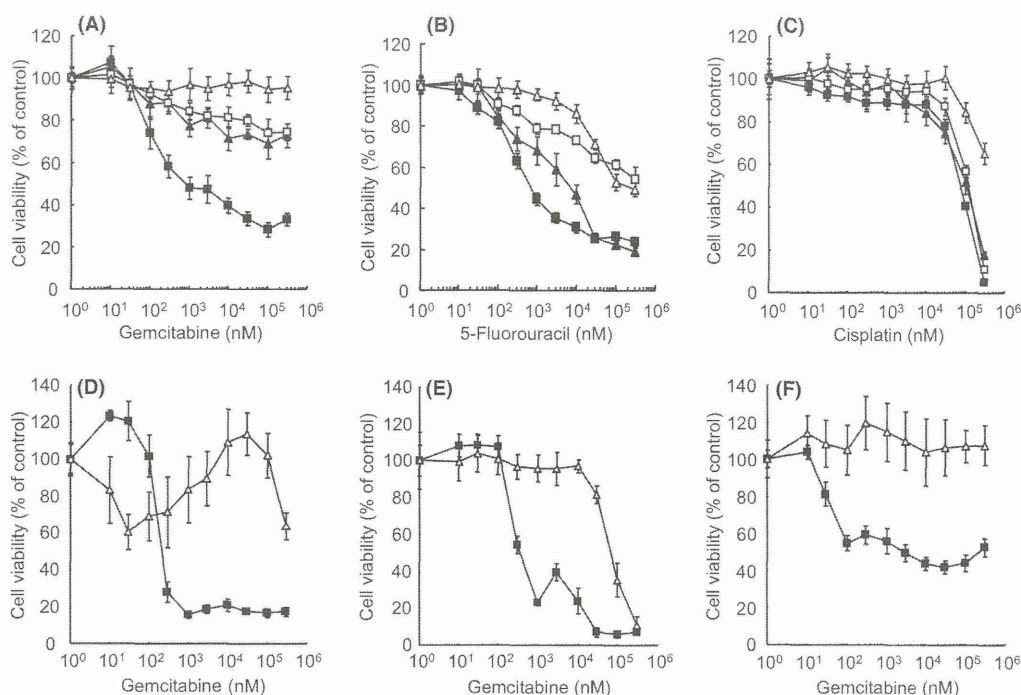 (A)
Cell viability (% of control)
120
100
80
60
40
20
0
10⁰ 10¹ 10² 10³ 10⁴ 10⁵ 10⁶
Gemcitabine (nM)
(B)
Cell viability (% of control)
120
100
80
60
40
20
0
10⁰ 10¹ 10² 10³ 10⁴ 10⁵ 10⁶
5-Fluorouracil (nM)
(C)
Cell viability (% of control)
120
100
80
60
40
20
0
10⁰ 10¹ 10² 10³ 10⁴ 10⁵ 10⁶
Cisplatin (nM)
(D)
Cell viability (% of control)
140
120
100
80
60
40
20
0
10⁰ 10¹ 10² 10³ 10⁴ 10⁵ 10⁶
Gemcitabine (nM)
(E)
Cell viability (% of control)
140
120
100
80
60
40
20
0
10⁰ 10¹ 10² 10³ 10⁴ 10⁵ 10⁶
Gemcitabine (nM)
(F)
Cell viability (% of control)
140
120
100
80
60
40
20
0
10⁰ 10¹ 10² 10³ 10⁴ 10⁵ 10⁶
Gemcitabine (nM)